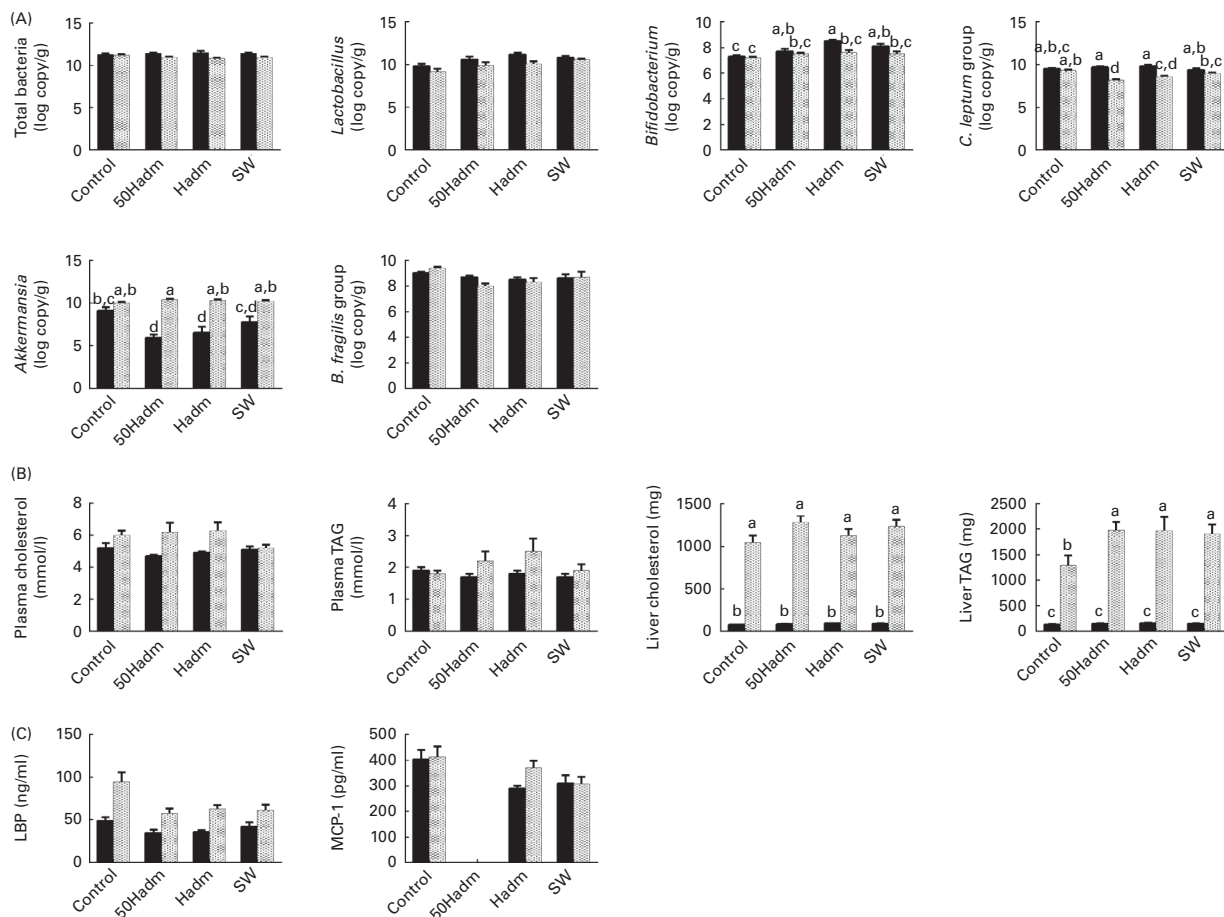 (A)
Total bacteria
(log copy/g)
15
10
5
0
Control
50Hadm
Hadm
SW
Lactobacillus
(log copy/g)
15
10
5
0
Control
50Hadm
Hadm
SW
Bifidobacterium
(log copy/g)
10
8
6
4
2
0
c c
a,b b,c
a b,c
a,b b,c
Control
50Hadm
Hadm
SW
C. leptum group
(log copy/g)
15
10
5
0
a,b,c a,b
a d
a c,d
a,b b,c
Control
50Hadm
Hadm
SW
Akkermansia
(log copy/g)
15
10
5
0
b,c a,b
d a
d a,b
c,d a,b
Control
50Hadm
Hadm
SW
B. fragilis group
(log copy/g)
10
8
6
4
2
0
Control
50Hadm
Hadm
SW
(B)
Plasma cholesterol
(mmol/l)
8
6
4
2
0
Control
50Hadm
Hadm
SW
Plasma TAG
(mmol/l)
4
3
2
1
0
Control
50Hadm
Hadm
SW
Liver cholesterol (mg)
1500
1000
500
0
b a
b a
b a
b a
Control
50Hadm
Hadm
SW
Liver TAG (mg)
2500
2000
1500
1000
500
0
c b
c a
c a
c a
Control
50Hadm
Hadm
SW
(C)
LBP (ng/ml)
150
100
50
0
Control
50Hadm
Hadm
SW
MCP-1 (pg/ml)
500
400
300
200
100
0
Control
50Hadm
Hadm
SW